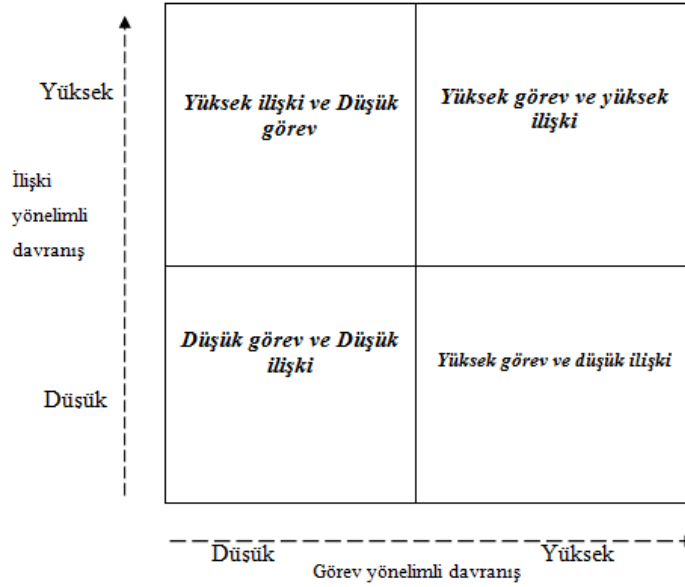 Yüksek
Yüksek ilişki ve Düşük
görev
Yüksek görev ve yüksek
ilişki
İlişki
yönelimli
davranış
Düşük görev ve Düşük
ilişki
Yüksek görev ve düşük ilişki
Düşük
Düşük
Yüksek
Görev yönelimli davranış